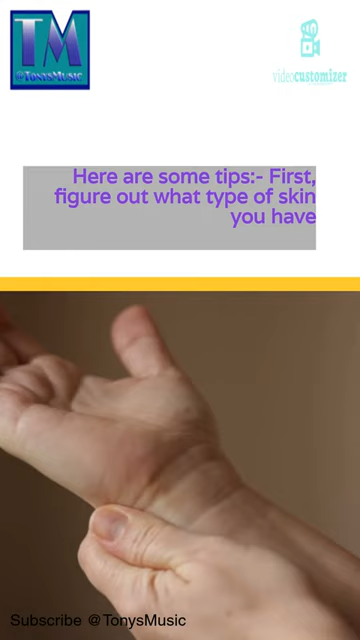 TM
@TonysMusic
videocustomizer
Here are some tips:- First,
figure out what type of skin
you have
Subscribe @TonysMusic